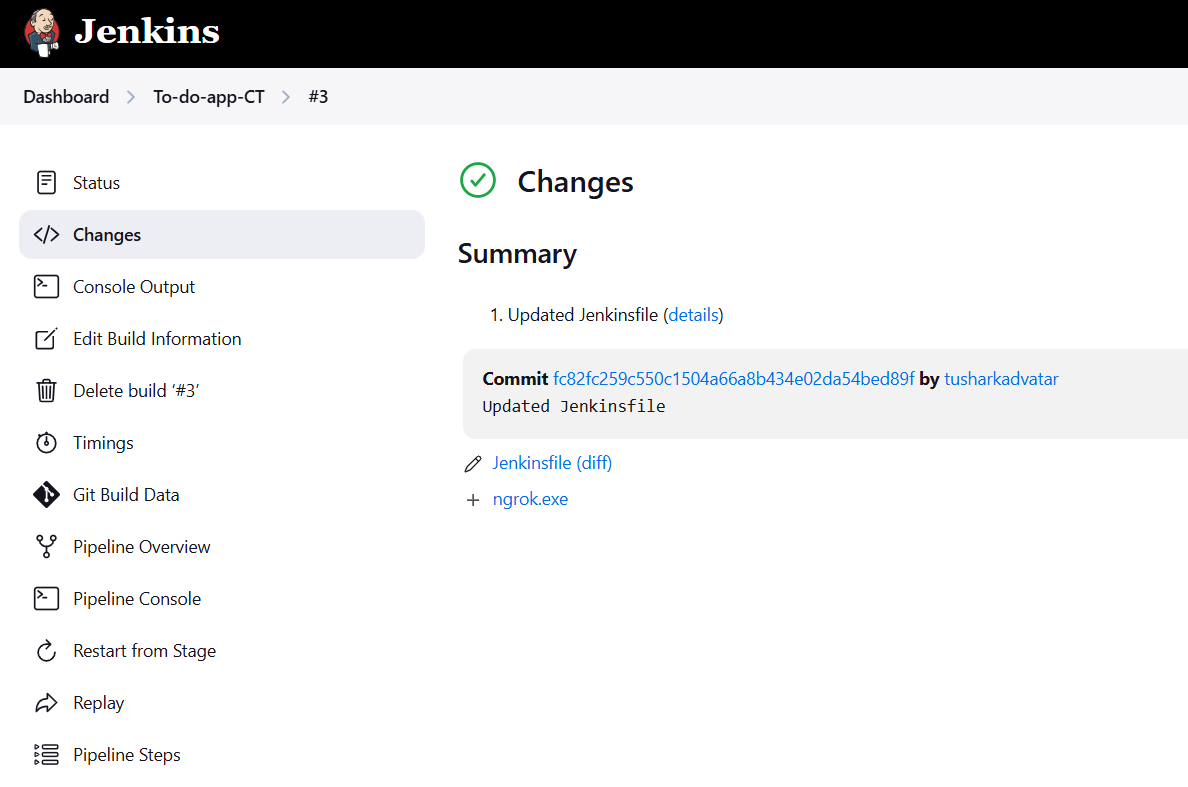 Jenkins
Dashboard > To-do-app-CT > #3
Status
Changes
Console Output
Edit Build Information
Delete build ‘#3’
Timings
Git Build Data
Pipeline Overview
Pipeline Console
Restart from Stage
Replay
Pipeline Steps
Changes
Summary
1. Updated Jenkinsfile (details)
Commit fc82fc259c550c1504a66a8b434e02da54bed89f by tusharkadvatar
Updated Jenkinsfile
Jenkinsfile (diff)
ngrok.exe